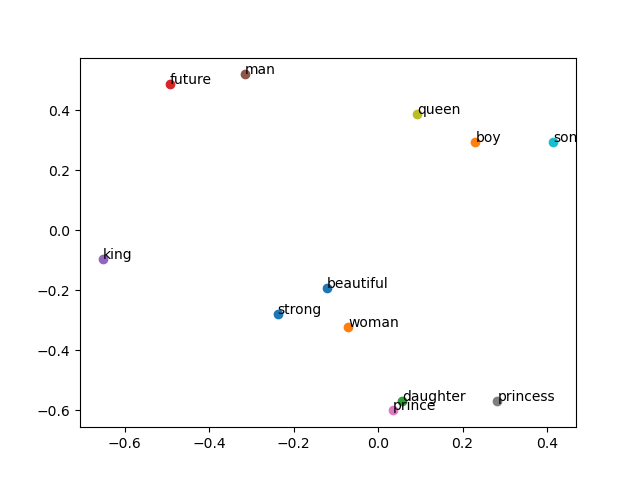 man
future
queen
boy
son
king
beautiful
strong
woman
daughter
princess
prince
0.4
0.2
0.0
−0.2
−0.4
−0.6
−0.6
−0.4
−0.2
0.0
0.2
0.4